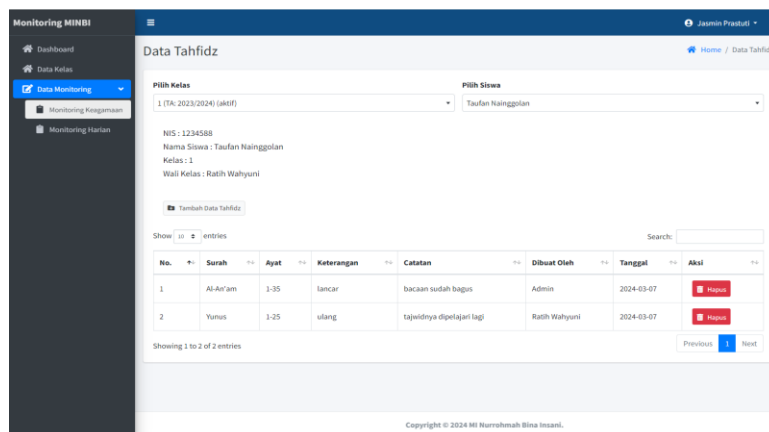 Monitoring MINBI
Jasmin Prastuti
Dashboard
Data Kelas
Data Monitoring
Monitoring Keagamaan
Monitoring Harian
Data Tahfidz
Home / Data Tahfid
Pilih Kelas Pilih Siswa
1 (TA: 2023/2024) (aktif) Taufan Nainggolan
NIS : 1234588
Nama Siswa : Taufan Nainggolan
Kelas : 1
Wali Kelas : Ratih Wahyuni
Tambah Data Tahfidz
Show 10 entries Search:
No. Surah Ayat Keterangan Catatan Dibuat Oleh Tanggal Aksi
1 Al-An'am 1-35 lancar bacaan sudah bagus Admin 2024-03-07 Hapus
2 Yunus 1-25 ulang tajwidnya dipelajari lagi Ratih Wahyuni 2024-03-07 Hapus
Showing 1 to 2 of 2 entries Previous 1 Next
Copyright © 2024 MI Nurrohmah Bina Insani.